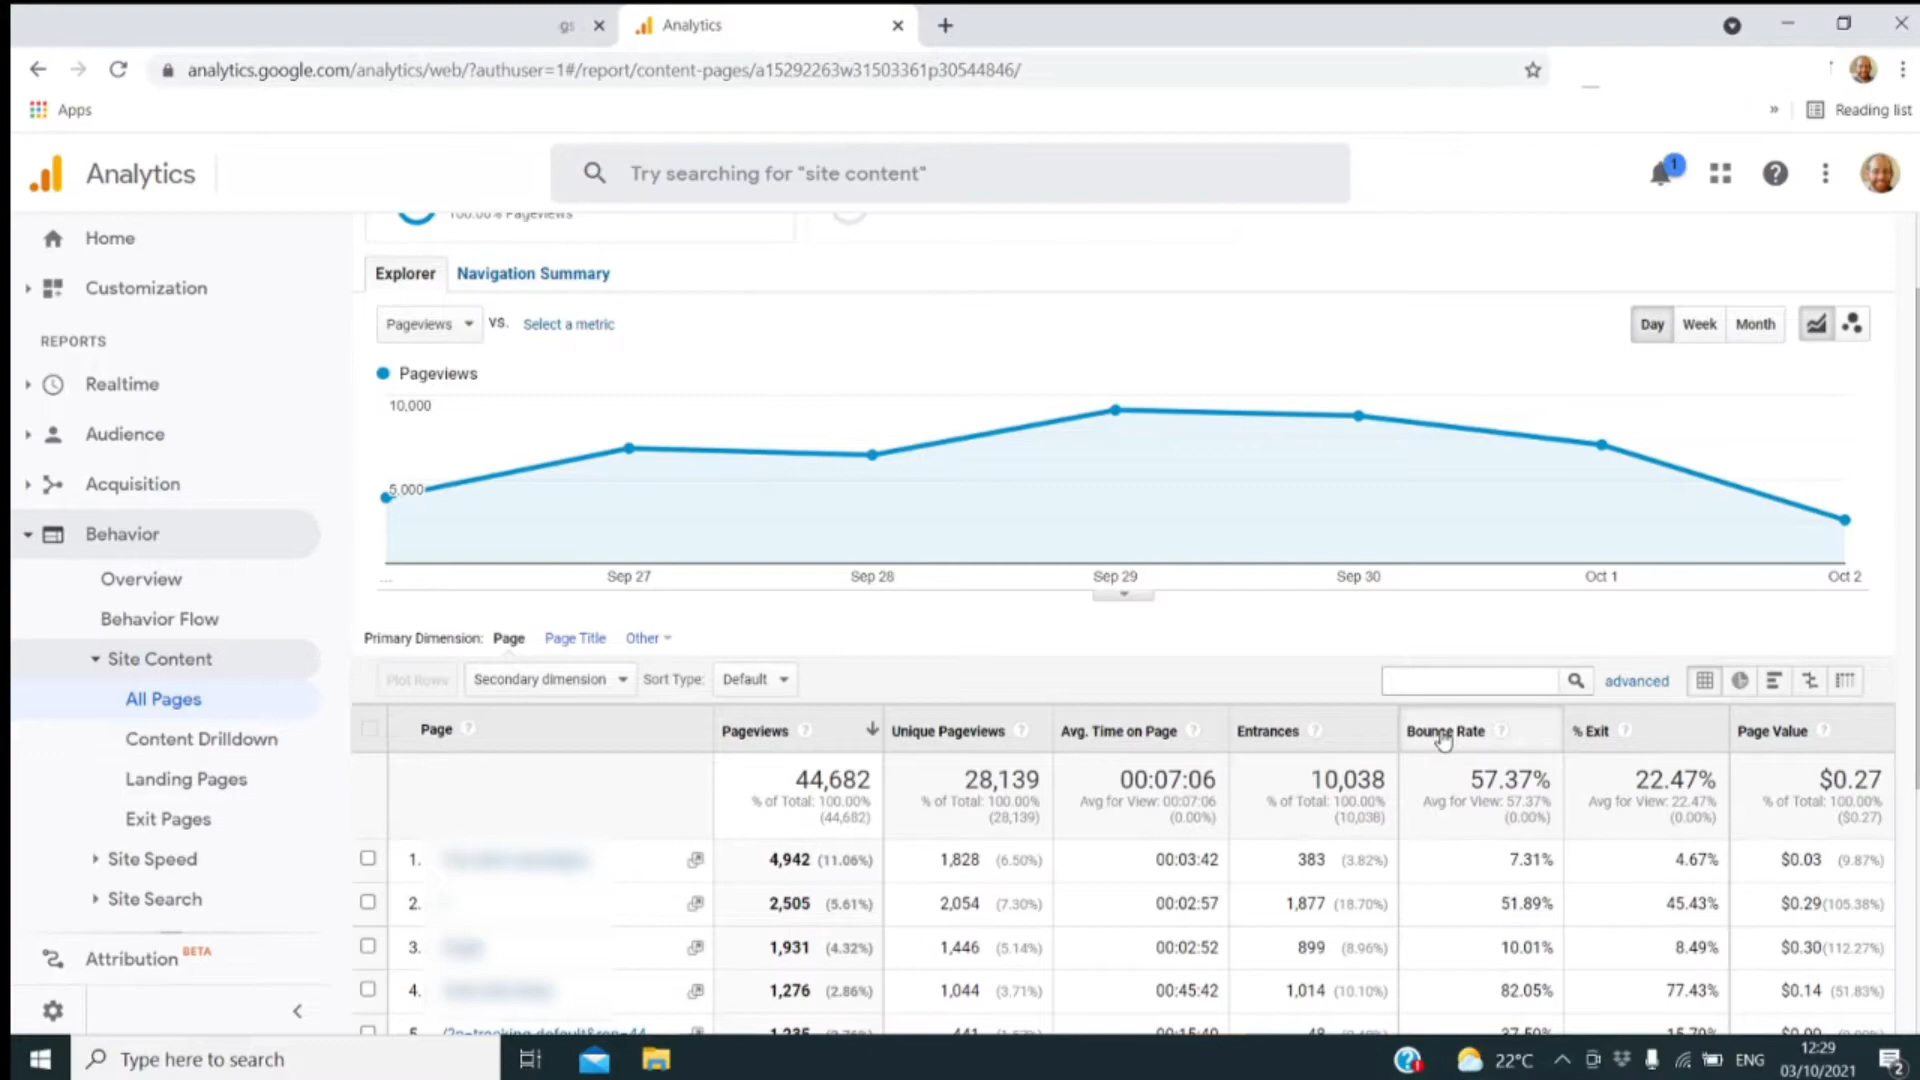 gs
Analytics
analytics.google.com/analytics/web/?authuser=1#/report/content-pages/a15292263w31503361p30544846/
Apps
»
Reading list
Analytics
Try searching for "site content"
1
100.00% Pageviews
Home
Customization
REPORTS
Realtime
Audience
Acquisition
Behavior
Overview
Behavior Flow
Site Content
All Pages
Content Drilldown
Landing Pages
Exit Pages
Site Speed
Site Search
Attribution BETA
Explorer Navigation Summary
Pageviews VS. Select a metric
Day Week Month
Pageviews
10,000
5,000
... Sep 27 Sep 28 Sep 29 Sep 30 Oct 1 Oct 2
Primary Dimension: Page Page Title Other
Plot Rows Secondary dimension Sort Type: Default advanced
Page Pageviews Unique Pageviews Avg. Time on Page Entrances Bounce Rate % Exit Page Value
44,682 28,139 00:07:06 10,038 57.37% 22.47% $0.27
% of Total: 100.00% % of Total: 100.00% Avg for View: 00:07:06 % of Total: 100.00% Avg for View: 57.37% Avg for View: 22.47% % of Total: 100.00%
(44,682) (28,139) (0.00%) (10,038) (0.00%) (0.00%) ($0.27)
1. 4,942 (11.06%) 1,828 (6.50%) 00:03:42 383 (3.82%) 7.31% 4.67% $0.03 (9.87%)
2. 2,505 (5.61%) 2,054 (7.30%) 00:02:57 1,877 (18.70%) 51.89% 45.43% $0.29 (105.38%)
3. 1,931 (4.32%) 1,446 (5.14%) 00:02:52 899 (8.96%) 10.01% 8.49% $0.30 (112.27%)
4. 1,276 (2.86%) 1,044 (3.71%) 00:45:42 1,014 (10.10%) 82.05% 77.43% $0.14 (51.83%)
Type here to search
22°C ENG
12:29
03/10/2021
2